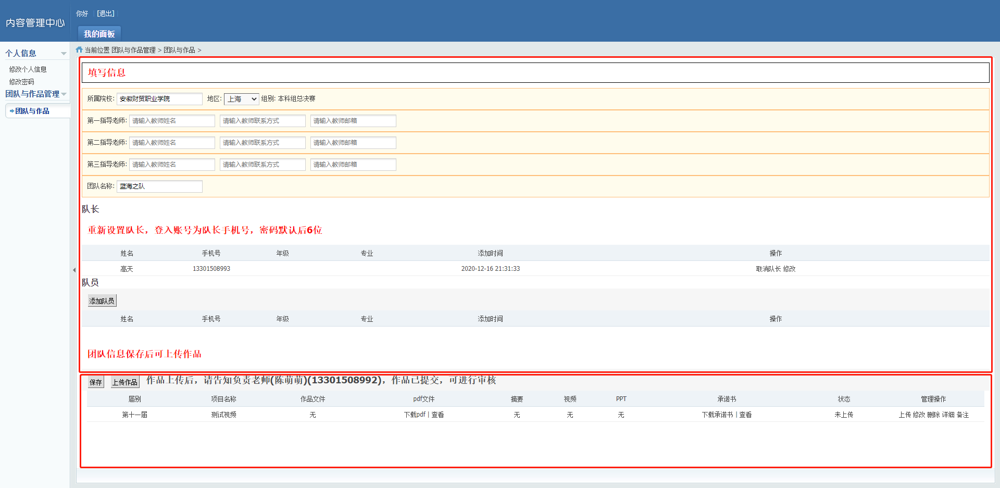 内容管理中心
你好 [退出]
我的面板
个人信息
修改个人信息
修改密码
团队与作品管理
团队与作品
当前位置 团队与作品管理 > 团队与作品 >
填写信息
所属院校: 安徽财贸职业学院 地区: 上海 组别: 本科组总决赛
第一指导老师: 请输入教师姓名 请输入教师联系方式 请输入教师邮箱
第二指导老师: 请输入教师姓名 请输入教师联系方式 请输入教师邮箱
第三指导老师: 请输入教师姓名 请输入教师联系方式 请输入教师邮箱
团队名称: 蓝海之队
队长
重新设置队长，登入账号为队长手机号，密码默认后6位
姓名 手机号 年级 专业 添加时间 操作
高天 13301508993 2020-12-16 21:31:33 取消队长 修改
队员
添加队员
姓名 手机号 年级 专业 添加时间 操作
团队信息保存后可上传作品
保存 上传作品 作品上传后，请告知负责老师(陈萌萌)(13301508992)，作品已提交，可进行审核
届别 项目名称 作品文件 pdf文件 摘要 视频 PPT 承诺书 状态 管理操作
第十一届 测试视频 无 下载pdf | 查看 无 无 无 下载承诺书 | 查看 未上传 上传 修改 删除 详细 备注